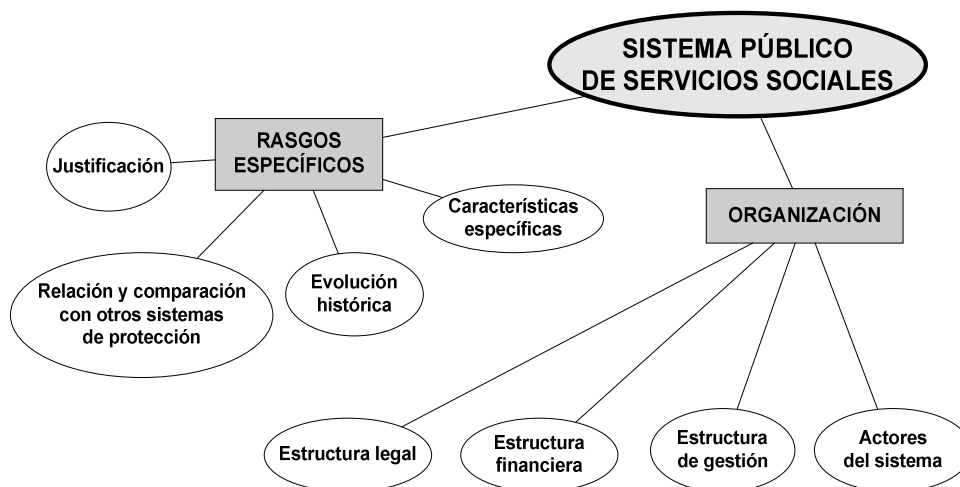 SISTEMA PÚBLICO
DE SERVICIOS SOCIALES
RASGOS
ESPECÍFICOS
Justificación
Características
específicas
ORGANIZACIÓN
Relación y comparación
con otros sistemas
de protección
Evolución
histórica
Estructura legal
Estructura
financiera
Estructura
de gestión
Actores
del sistema